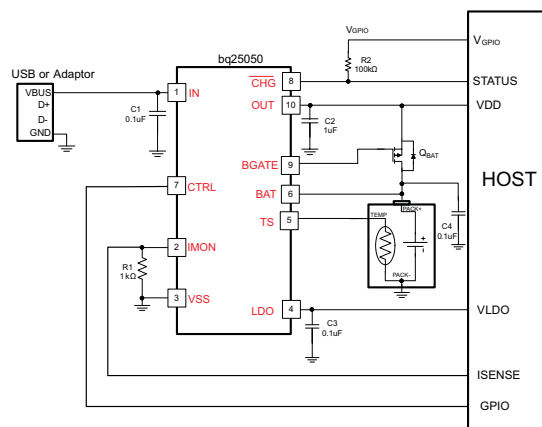 VGPIO
bq25050
R2
100kΩ
VGPIO
USB or Adaptor
CHG
8
STATUS
VBUS
1
IN
OUT
10
VDD
D+
D-
GND
C1
0.1uF
C2
1uF
BGATE
9
QBAT
HOST
7
CTRL
BAT
6
TS
5
TEMP
PACK+
C4
0.1uF
2
IMON
R1
1kΩ
+
-
PACK-
3
VSS
LDO
4
VLDO
C3
0.1uF
ISENSE
GPIO